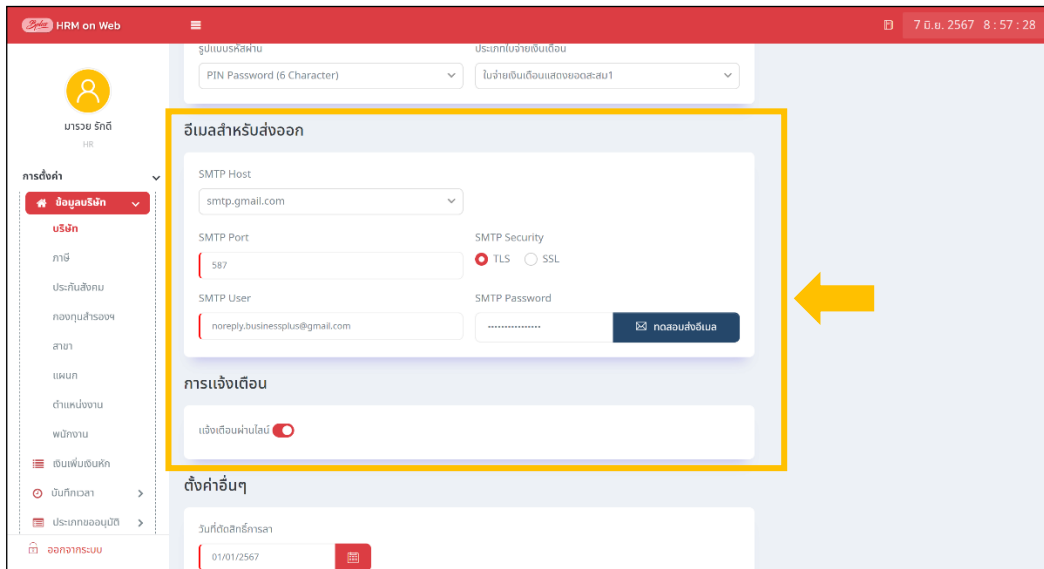 Bplus HRM on Web
7 มิ.ย. 2567 8 : 57 : 28
มารวย รักดี
HR
การตั้งค่า
ข้อมูลบริษัท
บริษัท
ภาษี
ประกันสังคม
กองทุนสำรองฯ
สาขา
แผนก
ตำแหน่งงาน
พนักงาน
เงินเพิ่มเงินหัก
บันทึกเวลา
ประเภทขออนุมัติ
ออกจากระบบ
รูปแบบรหัสผ่าน ประเภทใบจ่ายเงินเดือน
PIN Password (6 Character) ใบจ่ายเงินเดือนแสดงยอดสะสม1
อีเมลสำหรับส่งออก
SMTP Host
smtp.gmail.com
SMTP Port SMTP Security
587 TLS SSL
SMTP User SMTP Password
noreply.businessplus@gmail.com ................ ทดสอบส่งอีเมล
การแจ้งเตือน
แจ้งเตือนผ่านไลน์
ตั้งค่าอื่นๆ
วันที่ตัดสิทธิ์การลา
01/01/2567